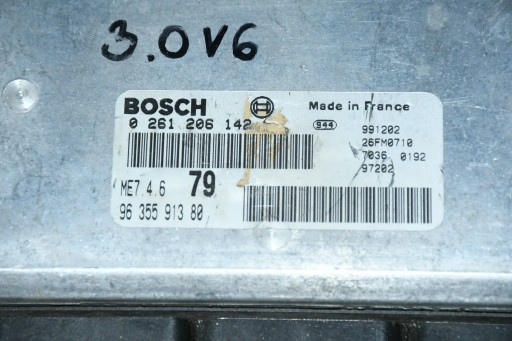 3.0V6
BOSCH Made in France
0 261 206 142 944 991202
26FM0710
7036 0192
97202
ME7.4.6 79
96 355 913 80